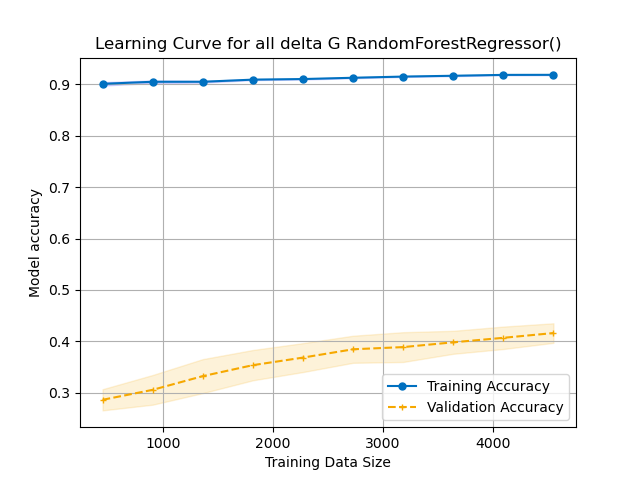 Learning Curve for all delta G RandomForestRegressor()
Model accuracy
0.9
0.8
0.7
0.6
0.5
0.4
0.3
Training Accuracy
Validation Accuracy
1000 2000 3000 4000
Training Data Size